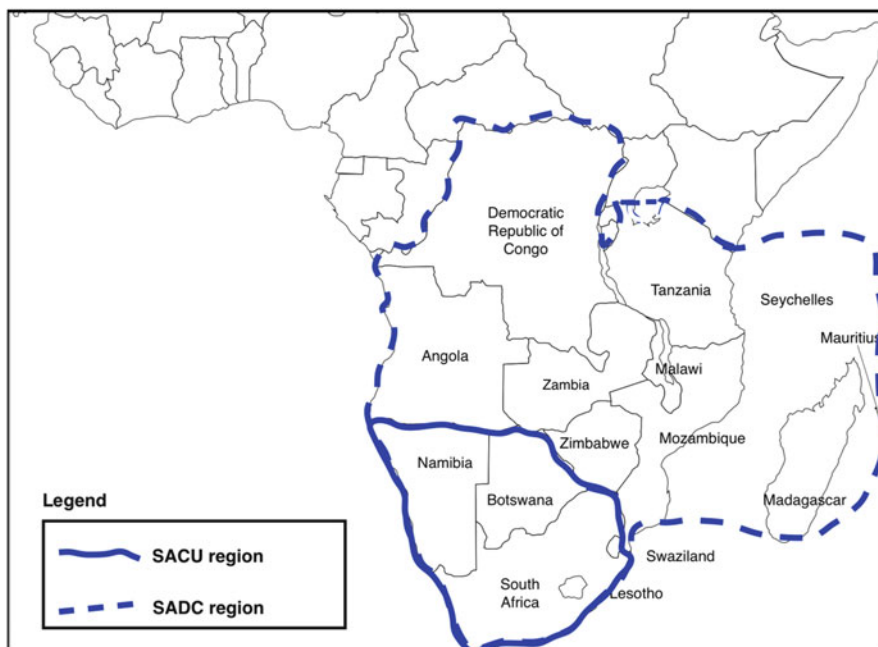 Democratic
Republic of
Congo
Tanzania
Seychelles
Mauritius
Angola
Malawi
Zambia
Zimbabwe
Mozambique
Namibia
Botswana
Madagascar
Legend
SACU region
Swaziland
South
Africa
Lesotho
SADC region